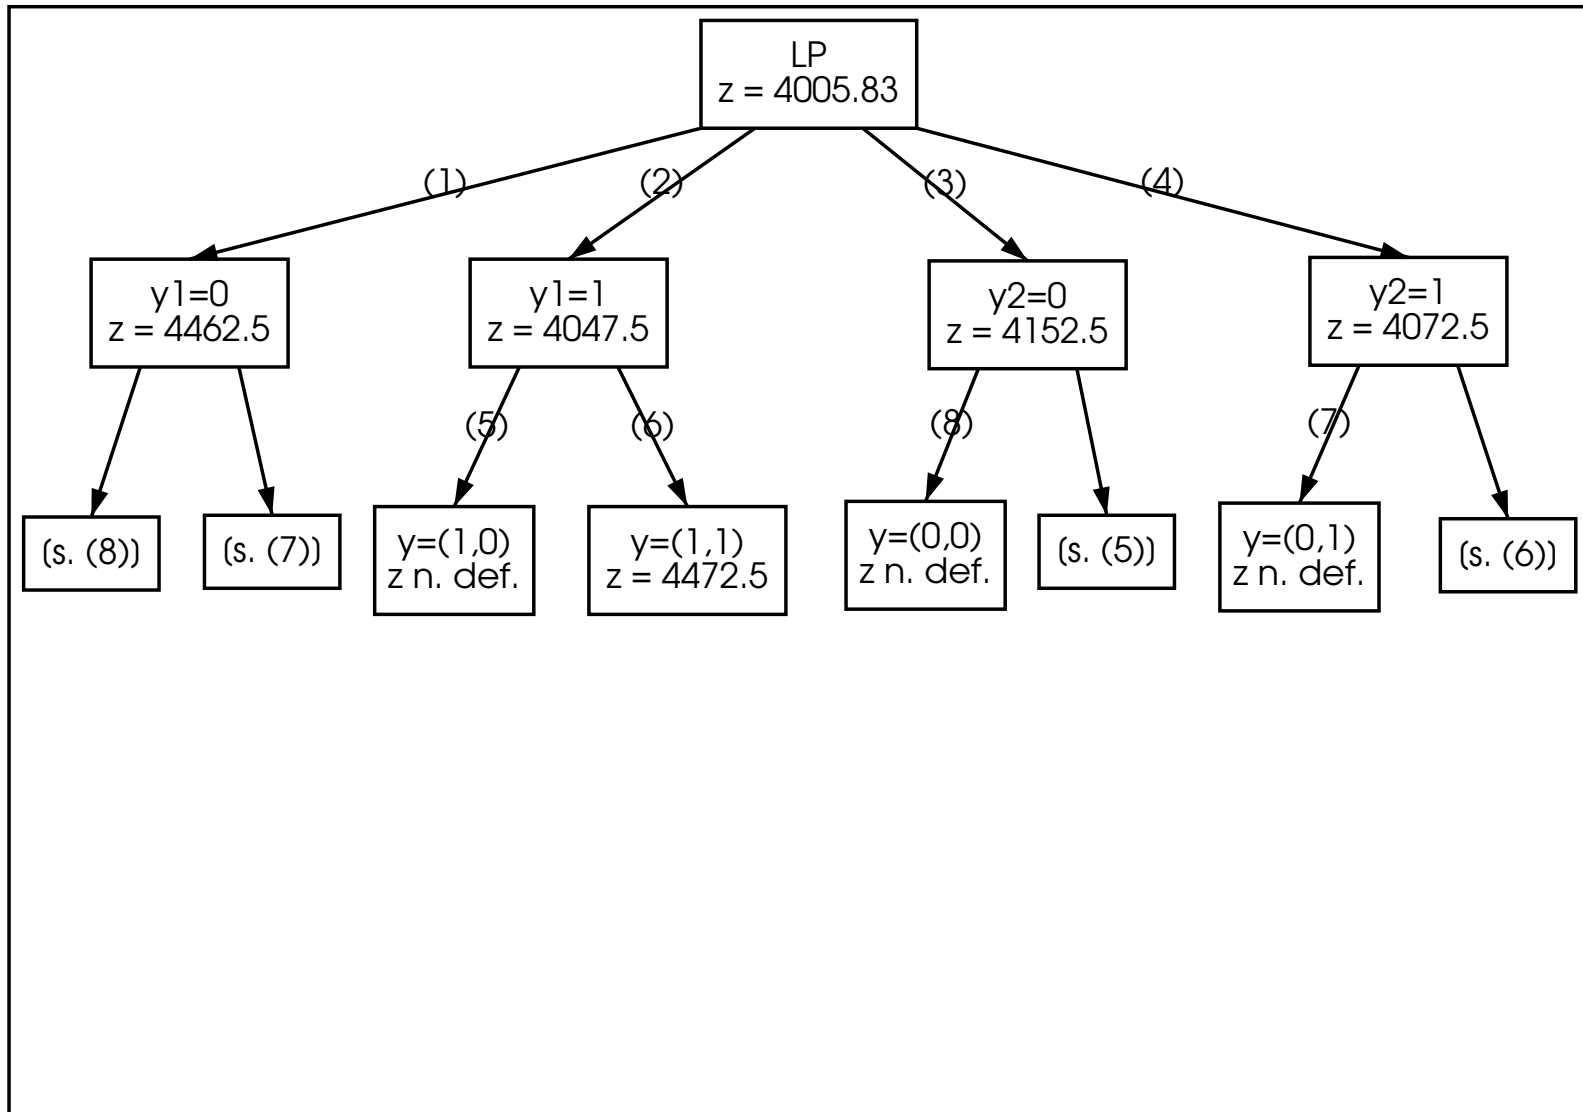 LP
z = 4005.83
(1)
(2)
(3)
(4)
y1=0
z = 4462.5
y1=1
z = 4047.5
y2=0
z = 4152.5
y2=1
z = 4072.5
(5)
(6)
(8)
(7)
(s. (8))
(s. (7))
y=(1,0)
z n. def.
y=(1,1)
z = 4472.5
y=(0,0)
z n. def.
(s. (5))
y=(0,1)
z n. def.
(s. (6))